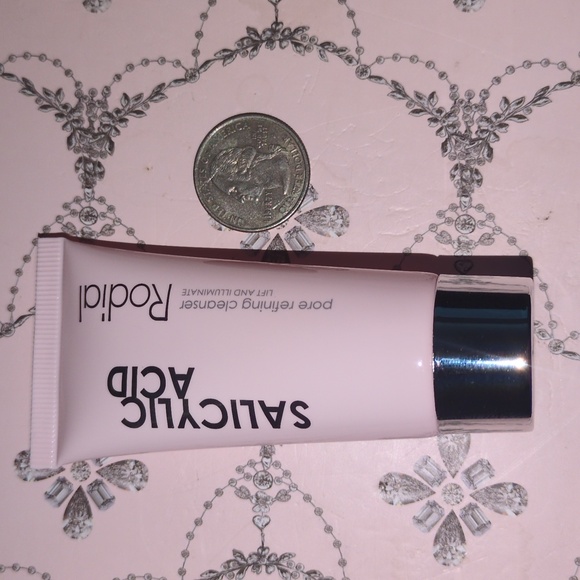 SALICYLIC
ACID
Rodial
pore refining cleanser
LIFT AND ILLUMINATE